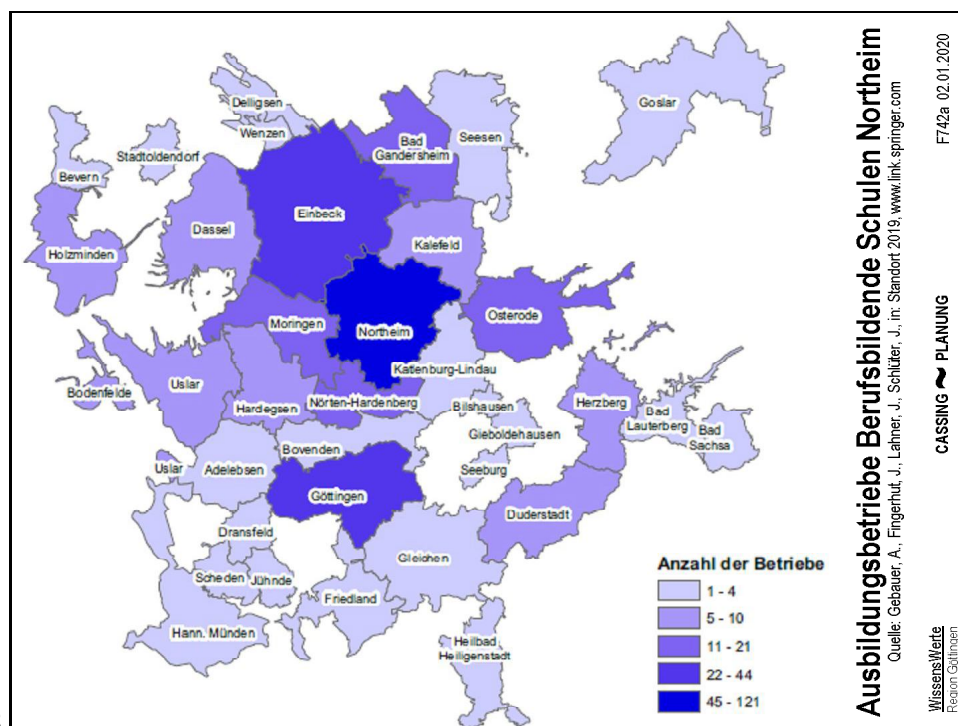 Delligsen
Wenzen
Goslar
Bad
Gandersheim
Seesen
Stadtoldendorf
Bevern
Einbeck
Dassel
Kalefeld
Holzminden
Osterode
Moringen
Northeim
Katlenburg-Lindau
Uslar
Bodenfelde
Hardegsen
Nörten-Hardenberg
Bilshausen
Herzberg
Bad
Lauterberg
Bad
Sachsa
Gieboldehausen
Bovenden
Uslar
Adelebsen
Seeburg
Göttingen
Duderstadt
Dransfeld
Gleichen
Scheden
Jühnde
Friedland
Hann. Münden
Heilbad
Heiligenstadt
Anzahl der Betriebe
1 - 4
5 - 10
11 - 21
22 - 44
45 - 121
Ausbildungsbetriebe Berufsbildende Schulen Northeim
Quelle: Gebauer, A., Fingerhut, J., Lahner, J., Schlüter, J., in: Standort 2019, www.link.springer.com
F742a 02.01.2020
CASSING ~ PLANUNG
WissensWerte
Region Göttingen